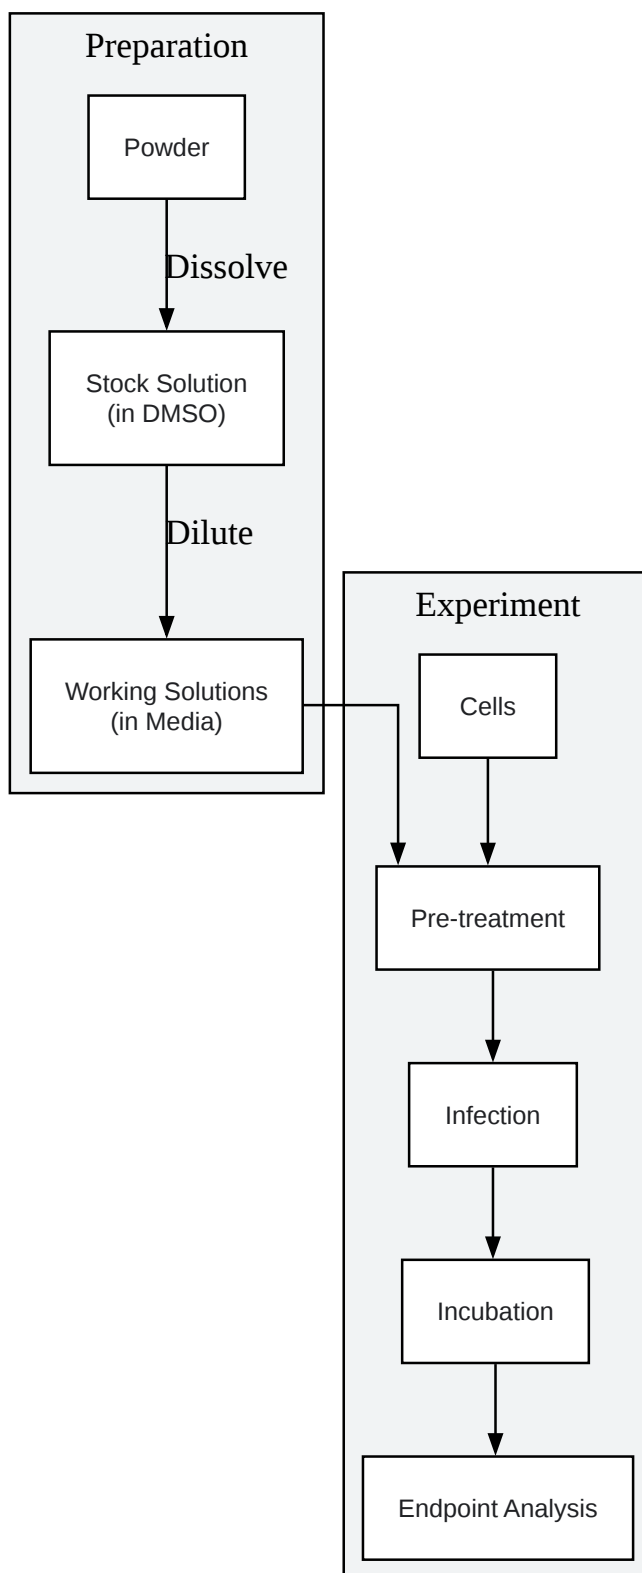 Preparation
Powder
Dissolve
Stock Solution
(in DMSO)
Dilute
Working Solutions
(in Media)
Experiment
Cells
Pre-treatment
Infection
Incubation
Endpoint Analysis